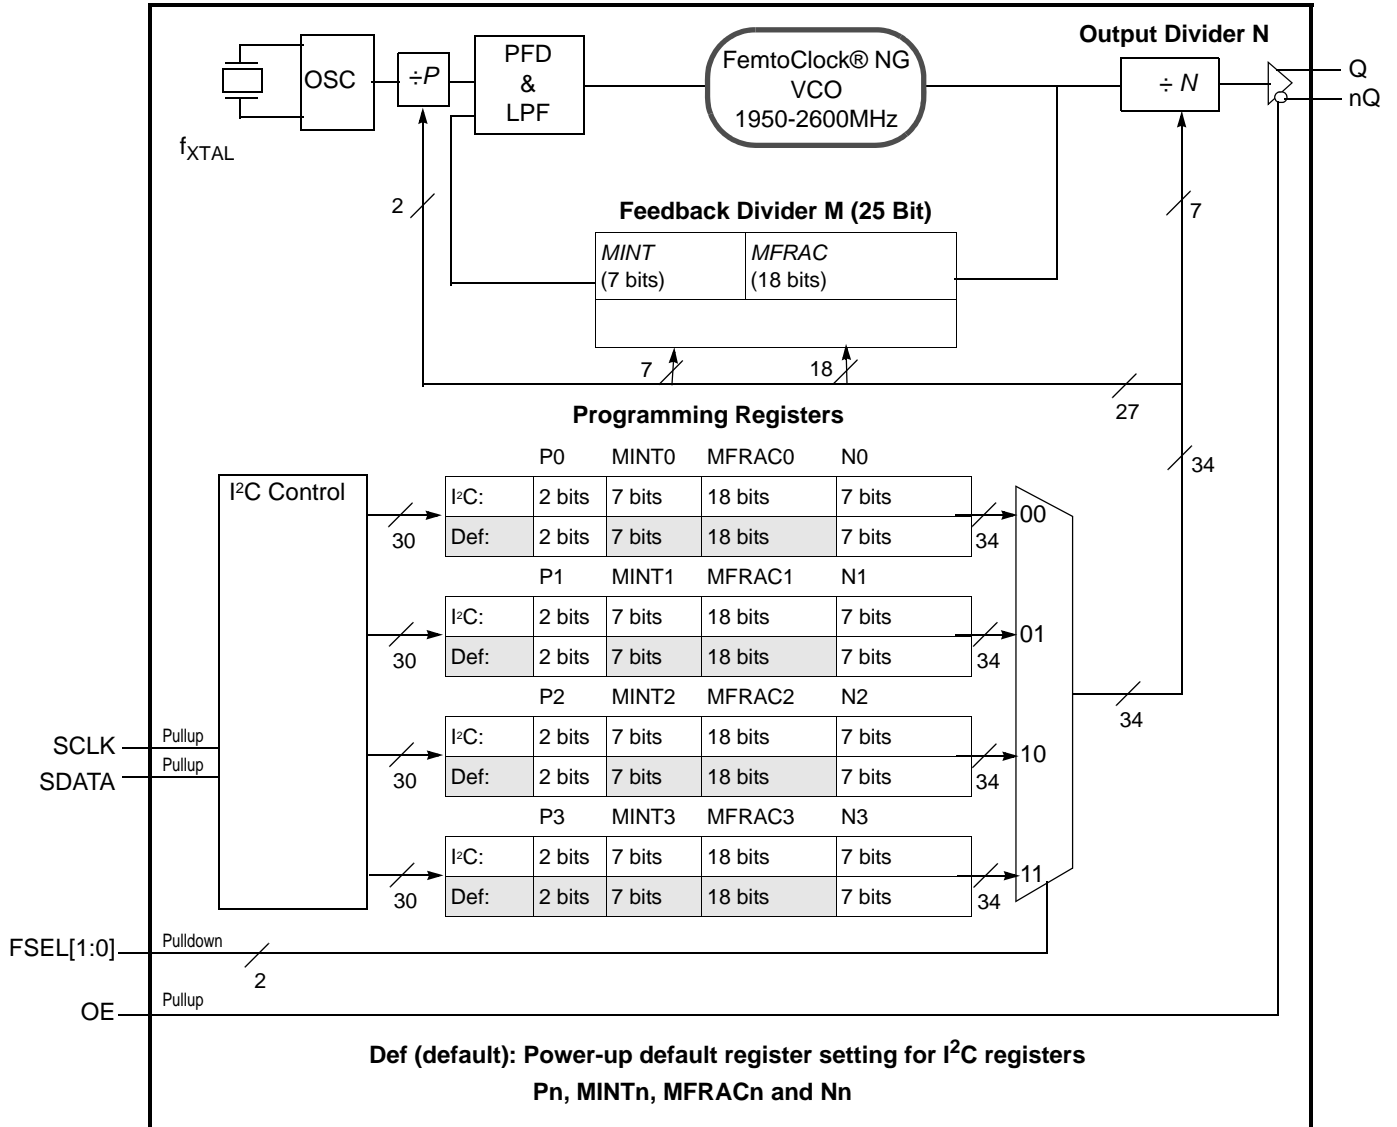 Output Divider N
OSC
÷P
PFD
&
LPF
FemtoClock® NG
VCO
1950-2600MHz
÷ N
Q
nQ
fXTAL
2
7
Feedback Divider M (25 Bit)
MINT
(7 bits)
MFRAC
(18 bits)
7
18
27
Programming Registers
34
P0 MINT0 MFRAC0 N0
I²C Control
I²C: 2 bits 7 bits 18 bits 7 bits
Def: 2 bits 7 bits 18 bits 7 bits
30
34
00
P1 MINT1 MFRAC1 N1
I²C: 2 bits 7 bits 18 bits 7 bits
Def: 2 bits 7 bits 18 bits 7 bits
30
34
01
P2 MINT2 MFRAC2 N2
34
SCLK
Pullup
I²C: 2 bits 7 bits 18 bits 7 bits
SDATA
Pullup
Def: 2 bits 7 bits 18 bits 7 bits
30
34
10
P3 MINT3 MFRAC3 N3
I²C: 2 bits 7 bits 18 bits 7 bits
Def: 2 bits 7 bits 18 bits 7 bits
30
34
11
FSEL[1:0]
Pulldown
2
OE
Pullup
Def (default): Power-up default register setting for I²C registers
Pn, MINTn, MFRACn and Nn